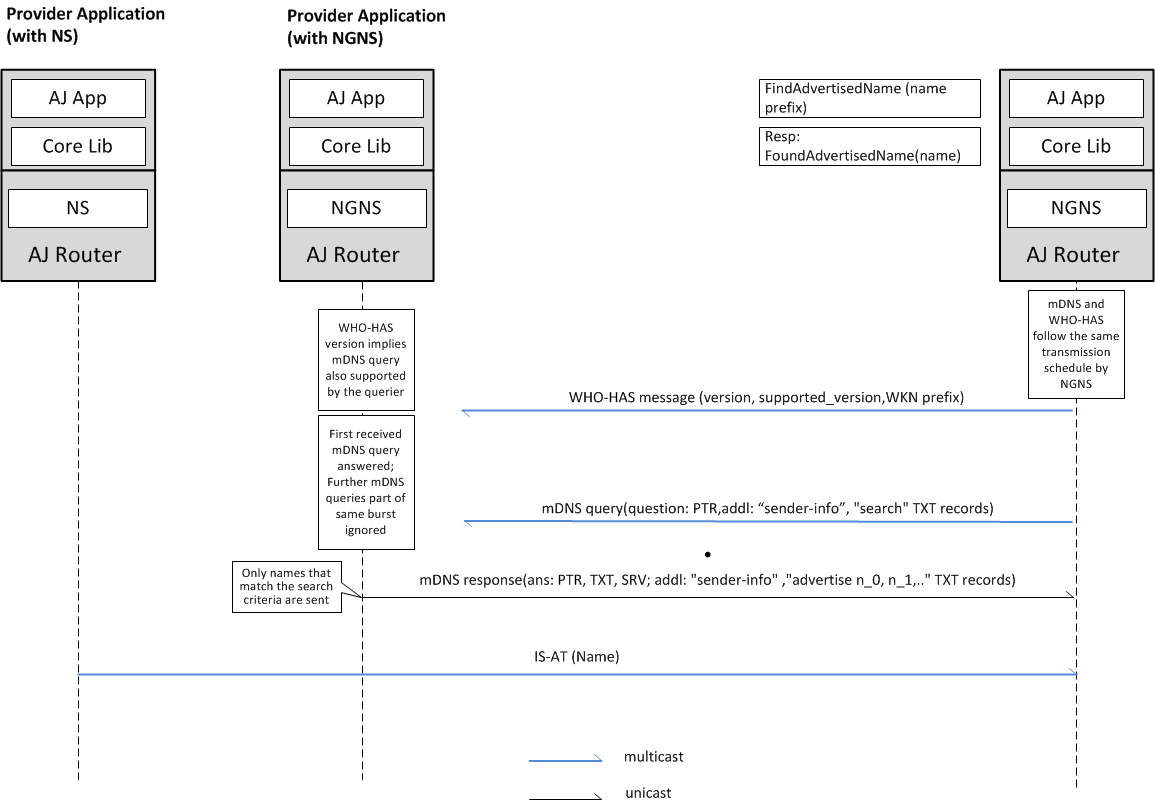 Provider Application
(with NS)
Provider Application
(with NGNS)
AJ App
Core Lib
NS
AJ Router
AJ App
Core Lib
NGNS
AJ Router
FindAdvertisedName (name
prefix)
Resp:
FoundAdvertisedName(name)
AJ App
Core Lib
NGNS
AJ Router
WHO-HAS
version implies
mDNS query
also supported
by the querier
mDNS and
WHO-HAS
follow the same
transmission
schedule by
NGNS
WHO-HAS message (version, supported_version,WKN prefix)
First received
mDNS query
answered;
Further mDNS
queries part of
same burst
ignored
mDNS query(question: PTR,addl: “sender-info”, "search" TXT records)
Only names that
match the search
criteria are sent
mDNS response(ans: PTR, TXT, SRV; addl: "sender-info" ,"advertise n_0, n_1,.." TXT records)
IS-AT (Name)
multicast
unicast